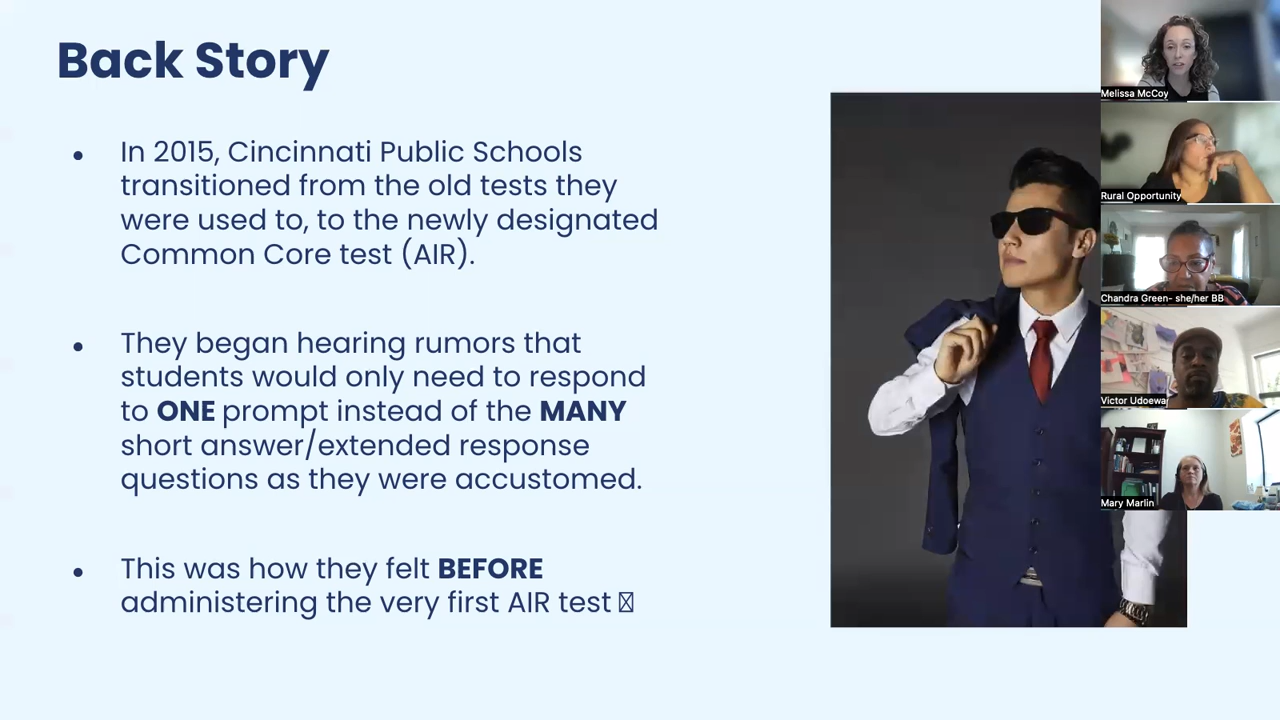 Back Story
• In 2015, Cincinnati Public Schools
transitioned from the old tests they
were used to, to the newly designated
Common Core test (AIR).
• They began hearing rumors that
students would only need to respond
to ONE prompt instead of the MANY
short answer/extended response
questions as they were accustomed.
• This was how they felt BEFORE
administering the very first AIR test
Melissa McCoy
Rural Opportunity
Chandra Green- she/her BB
Victor Udoewa
Mary Marlin